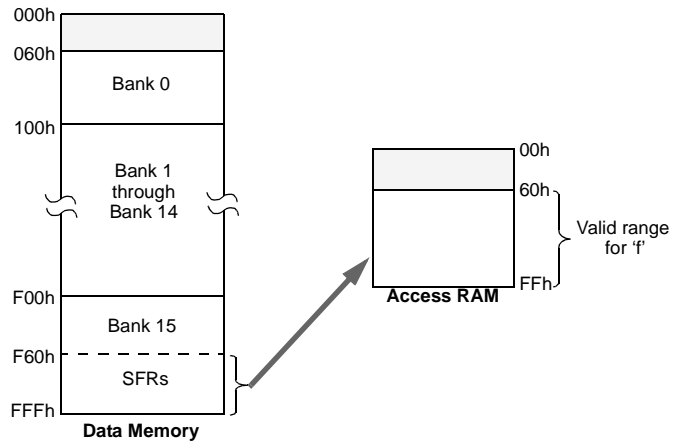 000h
060h
Bank 0
100h
Bank 1
through
Bank 14
F00h
Bank 15
F60h
SFRs
FFFh
Data Memory
00h
60h
Valid range
for ‘f’
FFh
Access RAM